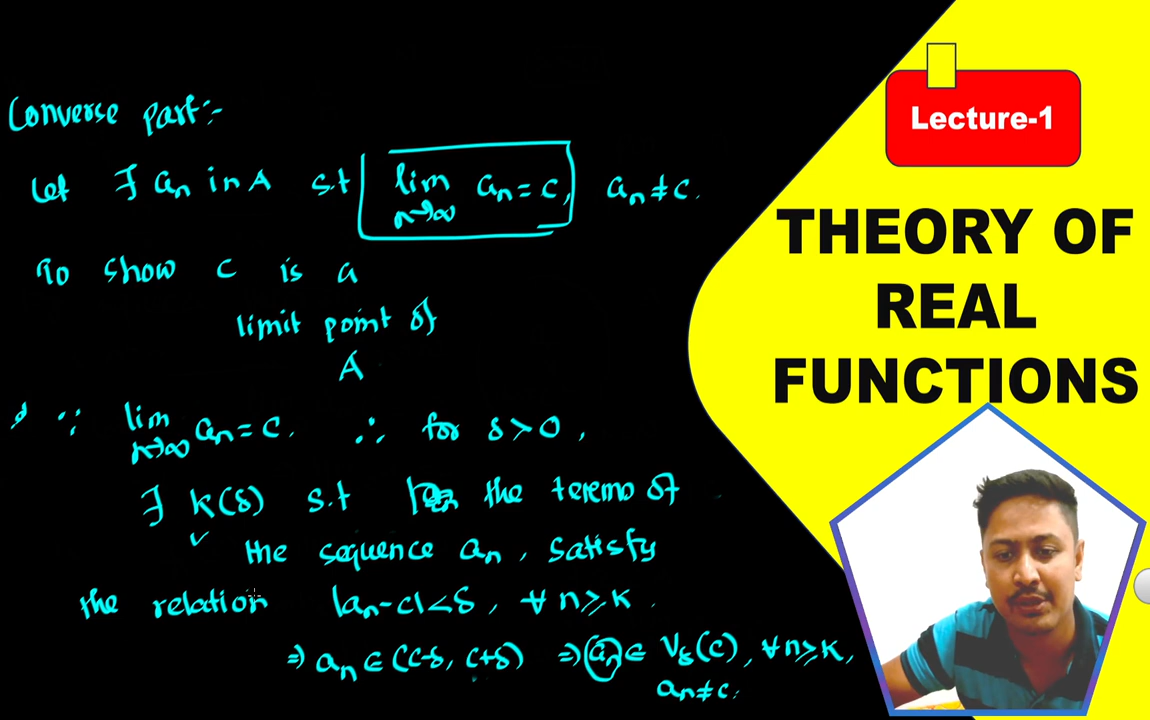 Converse part:-
Let ∃ an in A s.t lim n→∞ an = c, an ≠ c.
To show c is a
limit point of
A
∵ lim n→∞ an = c. ∴ for δ > 0,
∃ K(δ) s.t the teremo of
the sequence an, satisfy
the relation |an - c| < δ, ∀ n ≥ K.
⇒ an ∈ (c-δ, c+δ) ⇒ (an) ∈ Vδ(c), ∀ n ≥ K,
an ≠ c.
Lecture-1
THEORY OF
REAL
FUNCTIONS